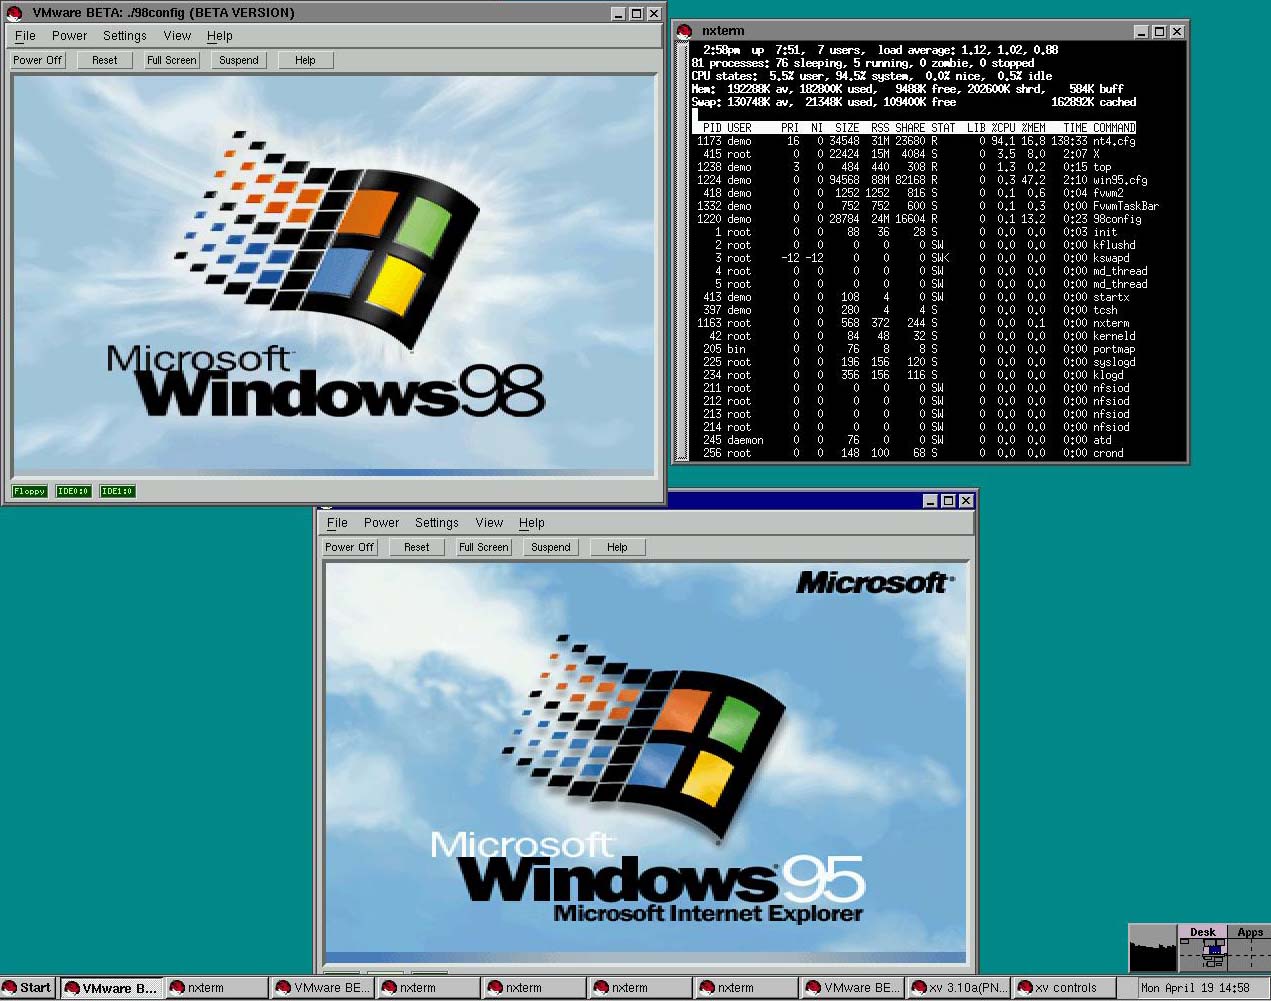 VMware BETA: ./98config (BETA VERSION)
File Power Settings View Help
Power Off Reset Full Screen Suspend Help
Microsoft
Windows 98
Floppy IDE0:0 IDE1:0
nxterm
2:58pm up 7:51, 7 users, load average: 1.12, 1.02, 0.88
81 processes: 76 sleeping, 5 running, 0 zombie, 0 stopped
CPU states: 5.5% user, 94.5% system, 0.0% nice, 0.5% idle
Mem: 192288K av, 182800K used, 9488K free, 202600K shrd, 584K buff
Swap: 130748K av, 21348K used, 109400K free 162892K cached
PID USER PRI NI SIZE RSS SHARE STAT LIB %CPU %MEM TIME COMMAND
1173 demo 16 0 34548 31M 23680 R 0 94.1 16.8 138:33 nt4.cfg
415 root 0 0 22424 15M 4084 S 0 3.5 8.0 2:07 X
1238 demo 3 0 484 440 308 R 0 1.3 0.2 0:15 top
1224 demo 0 0 94568 88M 82168 R 0 0.3 47.2 2:10 win95.cfg
418 demo 0 0 1252 1252 816 S 0 0.1 0.6 0:04 fvwm2
1332 demo 0 0 752 752 600 S 0 0.1 0.3 0:00 FvwmTaskBar
1220 demo 0 0 28784 24M 16604 R 0 0.1 13.2 0:23 98config
1 root 0 0 88 36 28 S 0 0.0 0.0 0:03 init
2 root 0 0 0 0 0 SW 0 0.0 0.0 0:00 kflushd
3 root -12 -12 0 0 0 SW< 0 0.0 0.0 0:00 kswapd
4 root 0 0 0 0 0 SW 0 0.0 0.0 0:00 md_thread
5 root 0 0 0 0 0 SW 0 0.0 0.0 0:00 md_thread
413 demo 0 0 108 4 0 SW 0 0.0 0.0 0:00 startx
397 demo 0 0 280 4 4 S 0 0.0 0.0 0:00 tcsh
1163 root 0 0 568 372 244 S 0 0.0 0.1 0:00 nxterm
42 root 0 0 84 48 32 S 0 0.0 0.0 0:00 kerneld
205 bin 0 0 76 8 8 S 0 0.0 0.0 0:00 portmap
225 root 0 0 196 156 120 S 0 0.0 0.0 0:00 syslogd
234 root 0 0 356 156 116 S 0 0.0 0.0 0:00 klogd
211 root 0 0 0 0 0 SW 0 0.0 0.0 0:00 nfsiod
212 root 0 0 0 0 0 SW 0 0.0 0.0 0:00 nfsiod
213 root 0 0 0 0 0 SW 0 0.0 0.0 0:00 nfsiod
214 root 0 0 0 0 0 SW 0 0.0 0.0 0:00 nfsiod
245 daemon 0 0 76 0 0 SW 0 0.0 0.0 0:00 atd
256 root 0 0 148 100 68 S 0 0.0 0.0 0:00 crond
File Power Settings View Help
Power Off Reset Full Screen Suspend Help
Microsoft
Microsoft
Windows 95
Microsoft Internet Explorer
Desk Apps
Start VMware B... nxterm VMware BE... nxterm nxterm nxterm nxterm VMware BE... xv 3.10a(PN... xv controls Mon April 19 14:58